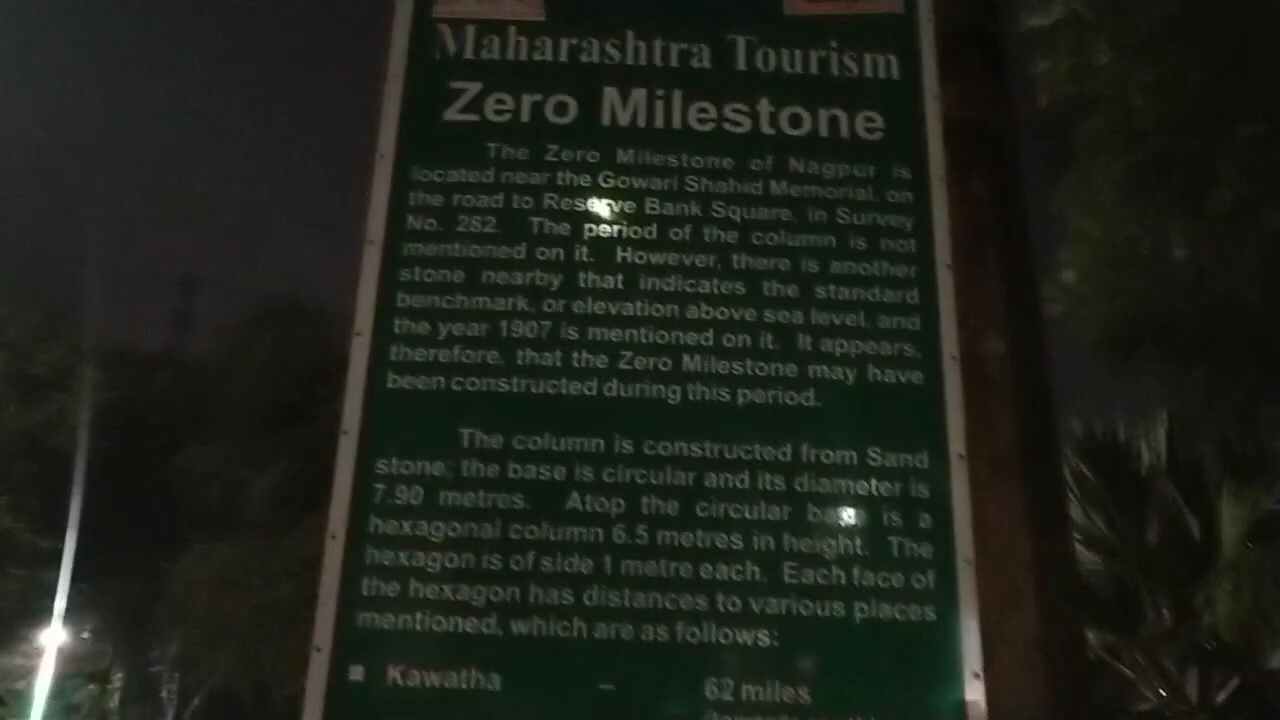 Maharashtra Tourism
Zero Milestone
The Zero Milestone of Nagpur is
located near the Gowari Shahid Memorial, on
the road to Reserve Bank Square, in Survey
No. 282. The period of the column is not
mentioned on it. However, there is another
stone nearby that indicates the standard
benchmark, or elevation above sea level, and
the year 1907 is mentioned on it. It appears,
therefore, that the Zero Milestone may have
been constructed during this period.
The column is constructed from Sand
stone; the base is circular and its diameter is
7.90 metres. Atop the circular base is a
hexagonal column 6.5 metres in height. The
hexagon is of side 1 metre each. Each face of
the hexagon has distances to various places
mentioned, which are as follows:
▪ Kawatha – 62 miles